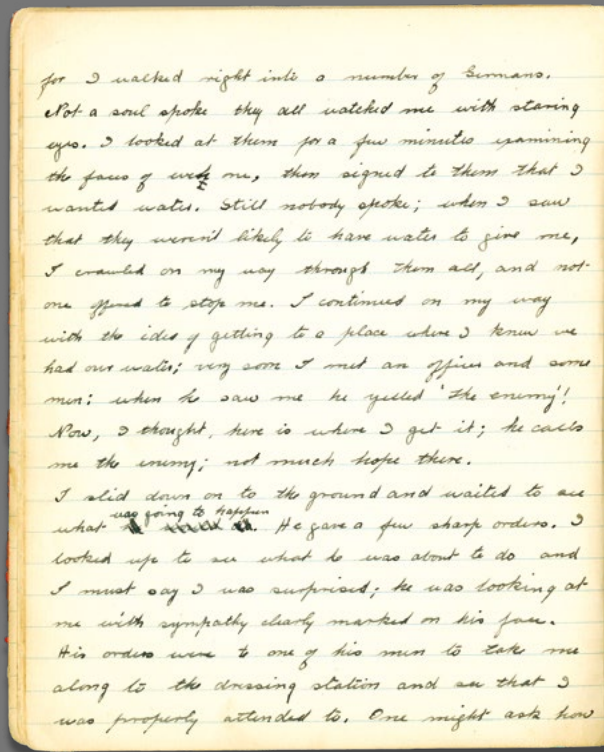 for I walked right into a number of Germans.
Not a soul spoke they all watched me with staring
eyes. I looked at them for a few minutes examining
the faces of each one, then signed to them that I
wanted water. Still nobody spoke; when I saw
that they weren't likely to have water to give me,
I crawled on my way through them all, and not
one offered to stop me. I continued on my way
with the idea of getting to a place where I knew we
had our water; very soon I met an officer and some
men: when he saw me he yelled 'the enemy'!
Now, I thought, here is where I get it; he calls
me the enemy; not much hope there.
I slid down on to the ground and waited to see
what was going to happen. He gave a few sharp orders. I
looked up to see what he was about to do and
I must say I was surprised; he was looking at
me with sympathy clearly marked on his face.
His orders were to one of his men to take me
along to the dressing station and see that I
was properly attended to. One might ask how